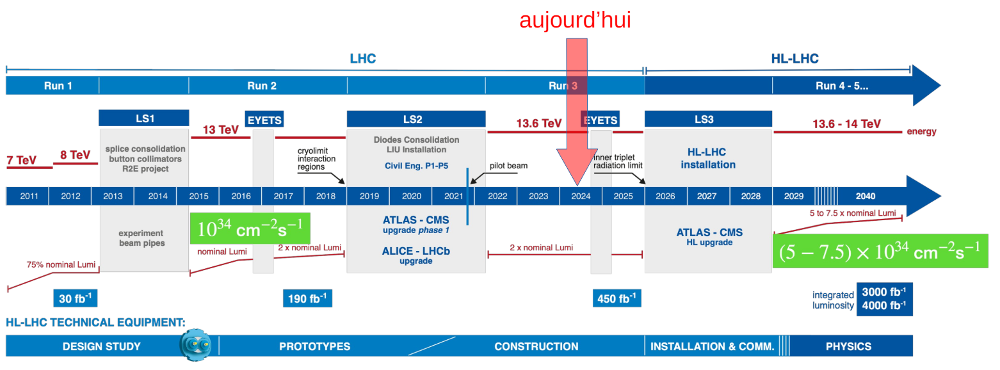 aujourd’hui
LHC
HL-LHC
Run 1
Run 2
Run 3
Run 4 - 5...
LS1
EYETS
LS2
EYETS
LS3
13 TeV
13.6 TeV
13.6 - 14 TeV
energy
7 TeV
8 TeV
splice consolidation
button collimators
R2E project
cryolimit
interaction
regions
Diodes Consolidation
LIU Installation
Civil Eng. P1-P5
pilot beam
inner triplet
radiation limit
HL-LHC
installation
2011 2012 2013 2014 2015 2016 2017 2018 2019 2020 2021 2022 2023 2024 2025 2026 2027 2028 2029 2040
5 to 7.5 x nominal Lumi
10³⁴ cm⁻²s⁻¹
experiment
beam pipes
ATLAS - CMS
upgrade phase 1
ALICE - LHCb
upgrade
ATLAS - CMS
HL upgrade
75% nominal Lumi
nominal Lumi
2 x nominal Lumi
2 x nominal Lumi
(5 − 7.5) × 10³⁴ cm⁻²s⁻¹
30 fb⁻¹
190 fb⁻¹
450 fb⁻¹
integrated
luminosity
3000 fb⁻¹
4000 fb⁻¹
HL-LHC TECHNICAL EQUIPMENT:
DESIGN STUDY
PROTOTYPES
CONSTRUCTION
INSTALLATION & COMM.
PHYSICS